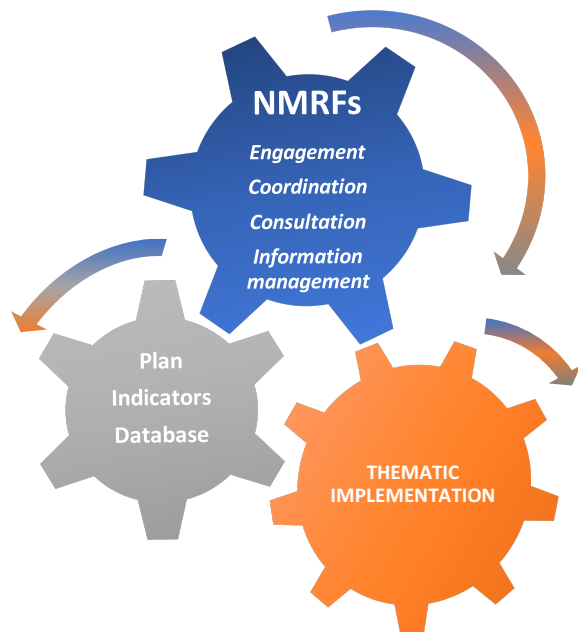 NMRFs
Engagement
Coordination
Consultation
Information
management
Plan
Indicators
Database
THEMATIC
IMPLEMENTATION